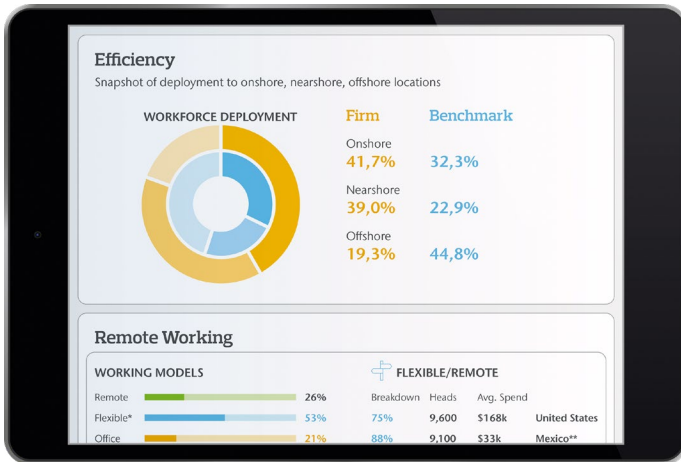 Efficiency
Snapshot of deployment to onshore, nearshore, offshore locations
WORKFORCE DEPLOYMENT
Firm Benchmark
Onshore
41,7% 32,3%
Nearshore
39,0% 22,9%
Offshore
19,3% 44,8%
Remote Working
WORKING MODELS
Remote 26%
Flexible* 53%
Office 21%
FLEXIBLE/REMOTE
Breakdown Heads Avg. Spend
75% 9,600 $168k United States
88% 9,100 $33k Mexico**